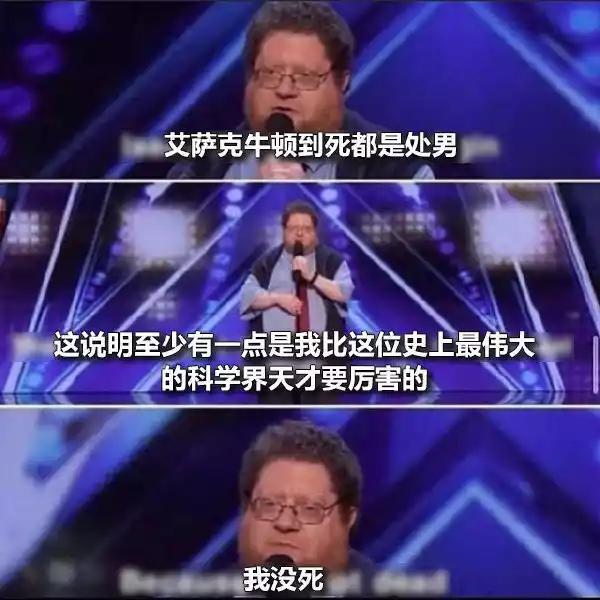 艾萨克牛顿到死都是处男
这说明至少有一点是我比这位史上最伟大
的科学界天才要厉害的
我没死